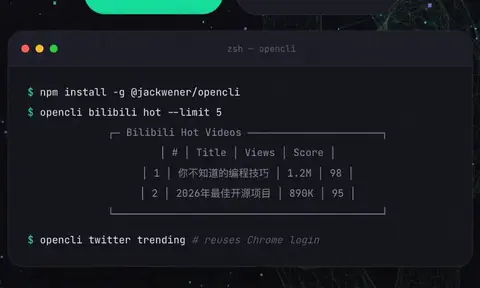 zsh — opencli
$ npm install -g @jackwener/opencli
$ opencli bilibili hot --limit 5
┌─ Bilibili Hot Videos ─────────────────────┐
│ # │ Title │ Views │ Score │
│ 1 │ 你不知道的编程技巧 │ 1.2M │ 98 │
│ 2 │ 2026年最佳开源项目 │ 890K │ 95 │
└───────────────────────────────────────────┘
$ opencli twitter trending # reuses Chrome login